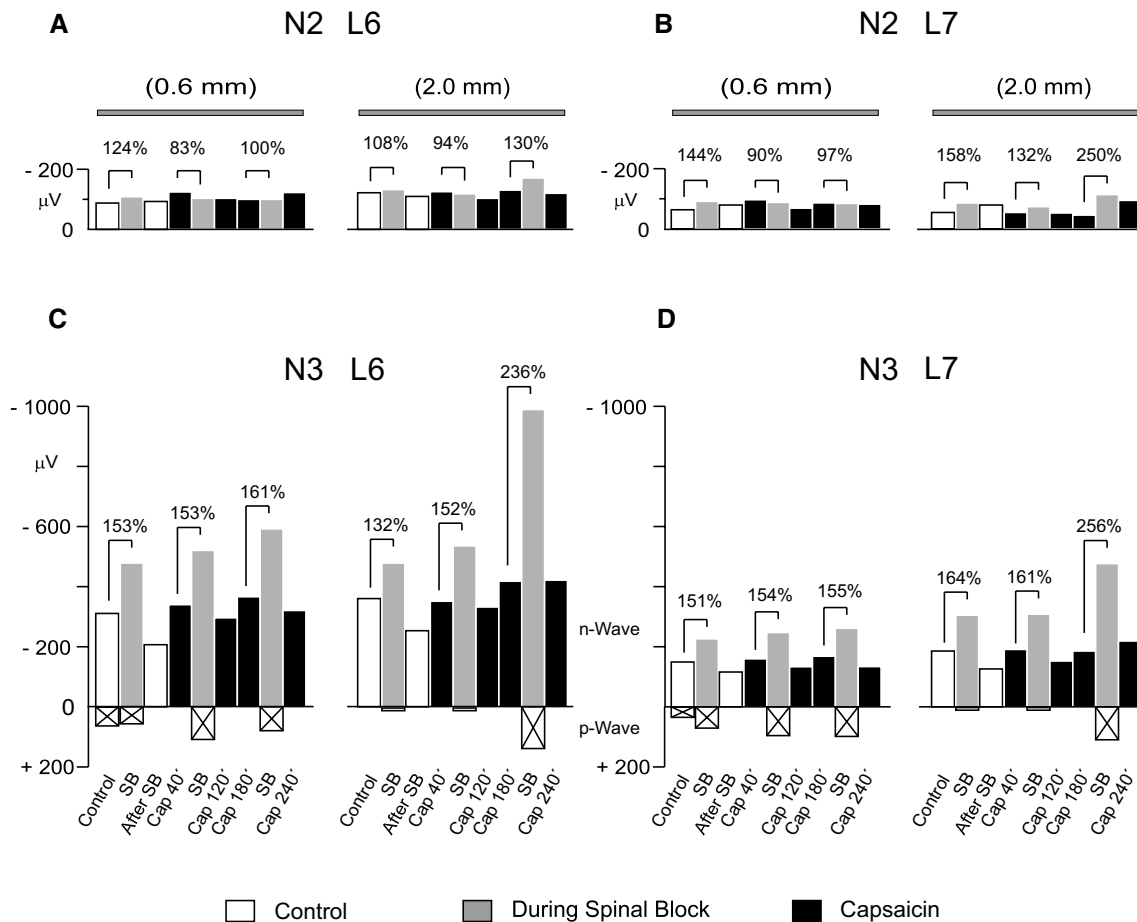 A
N2 L6
B
N2 L7
(0.6 mm)
(2.0 mm)
(0.6 mm)
(2.0 mm)
124%
83%
100%
108%
94%
130%
144%
90%
97%
158%
132%
250%
- 200
µV
0
- 200
µV
0
C
N3 L6
D
N3 L7
- 1000
µV
- 600
- 200
0
+ 200
153%
153%
161%
132%
152%
236%
- 1000
- 600
- 200
0
+ 200
n-Wave
p-Wave
151%
154%
155%
164%
161%
256%
Control
SB
After SB
Cap 40´
SB
Cap 120´
Cap 180´
SB
Cap 240´
Control
SB
After SB
Cap 40´
SB
Cap 120´
Cap 180´
SB
Cap 240´
Control
SB
After SB
Cap 40´
SB
Cap 120´
Cap 180´
SB
Cap 240´
Control
SB
After SB
Cap 40´
SB
Cap 120´
Cap 180´
SB
Cap 240´
Control
During Spinal Block
Capsaicin